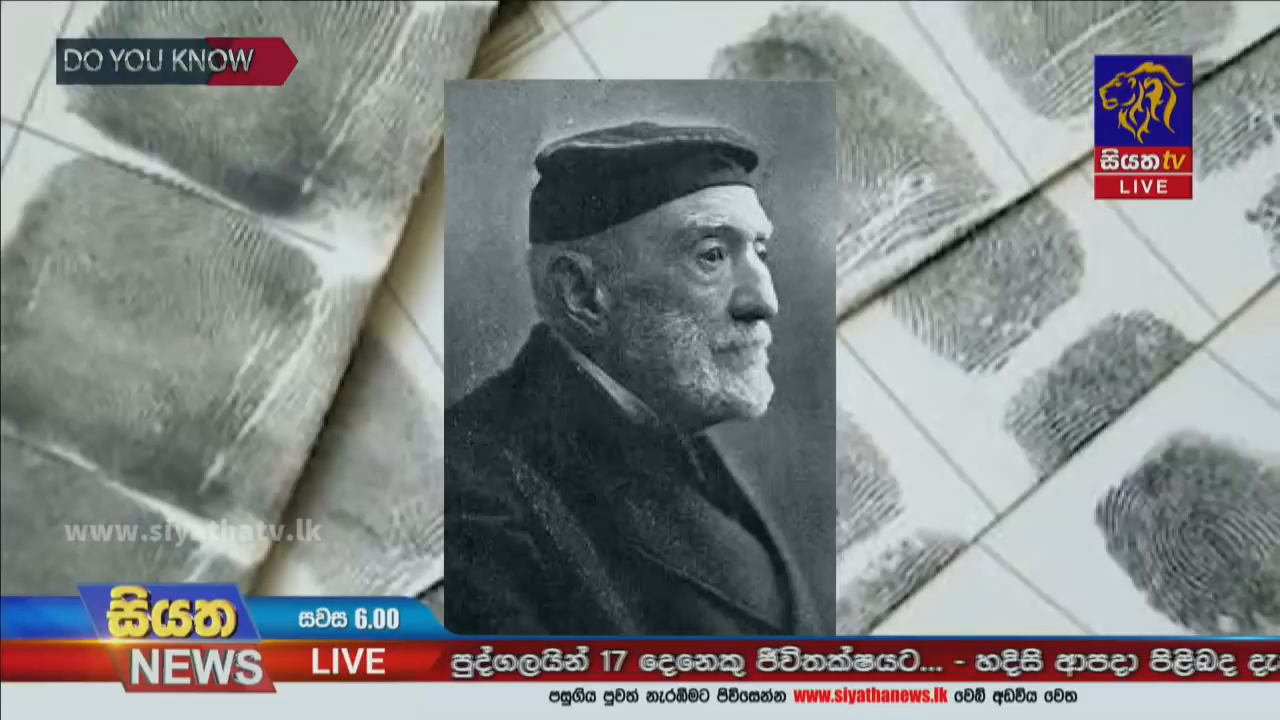 DO YOU KNOW
සියත tv
LIVE
www.siyathatv.lk
සියත
NEWS
සවස 6.00
LIVE
පුද්ගලයින් 17 දෙනෙකු ජීවිතක්ෂයට... - හදිසි ආපදා පිළිබඳ
පසුගිය පුවත් නැරඹීමට පිවිසෙන්න www.siyathanews.lk වෙබ් අඩවිය වෙත